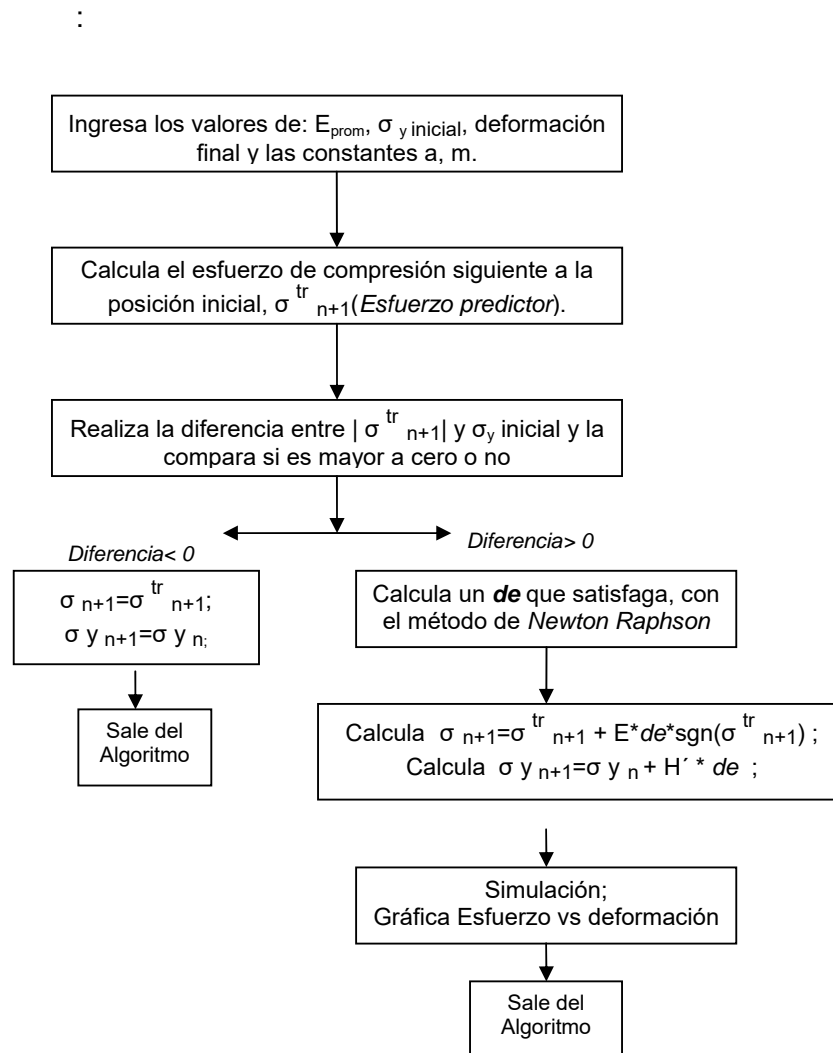 :
Ingresa los valores de: E prom, σ y inicial, deformación
final y las constantes a, m.
Calcula el esfuerzo de compresión siguiente a la
posición inicial, σ tr n+1(Esfuerzo predictor).
Realiza la diferencia entre | σ tr n+1| y σy inicial y la
compara si es mayor a cero o no
Diferencia< 0
Diferencia> 0
σ n+1=σ tr n+1;
σ y n+1=σ y n;
Calcula un de que satisfaga, con
el método de Newton Raphson
Sale del
Algoritmo
Calcula σ n+1=σ tr n+1 + E*de*sgn(σ tr n+1) ;
Calcula σ y n+1=σ y n + H´ * de ;
Simulación;
Gráfica Esfuerzo vs deformación
Sale del
Algoritmo